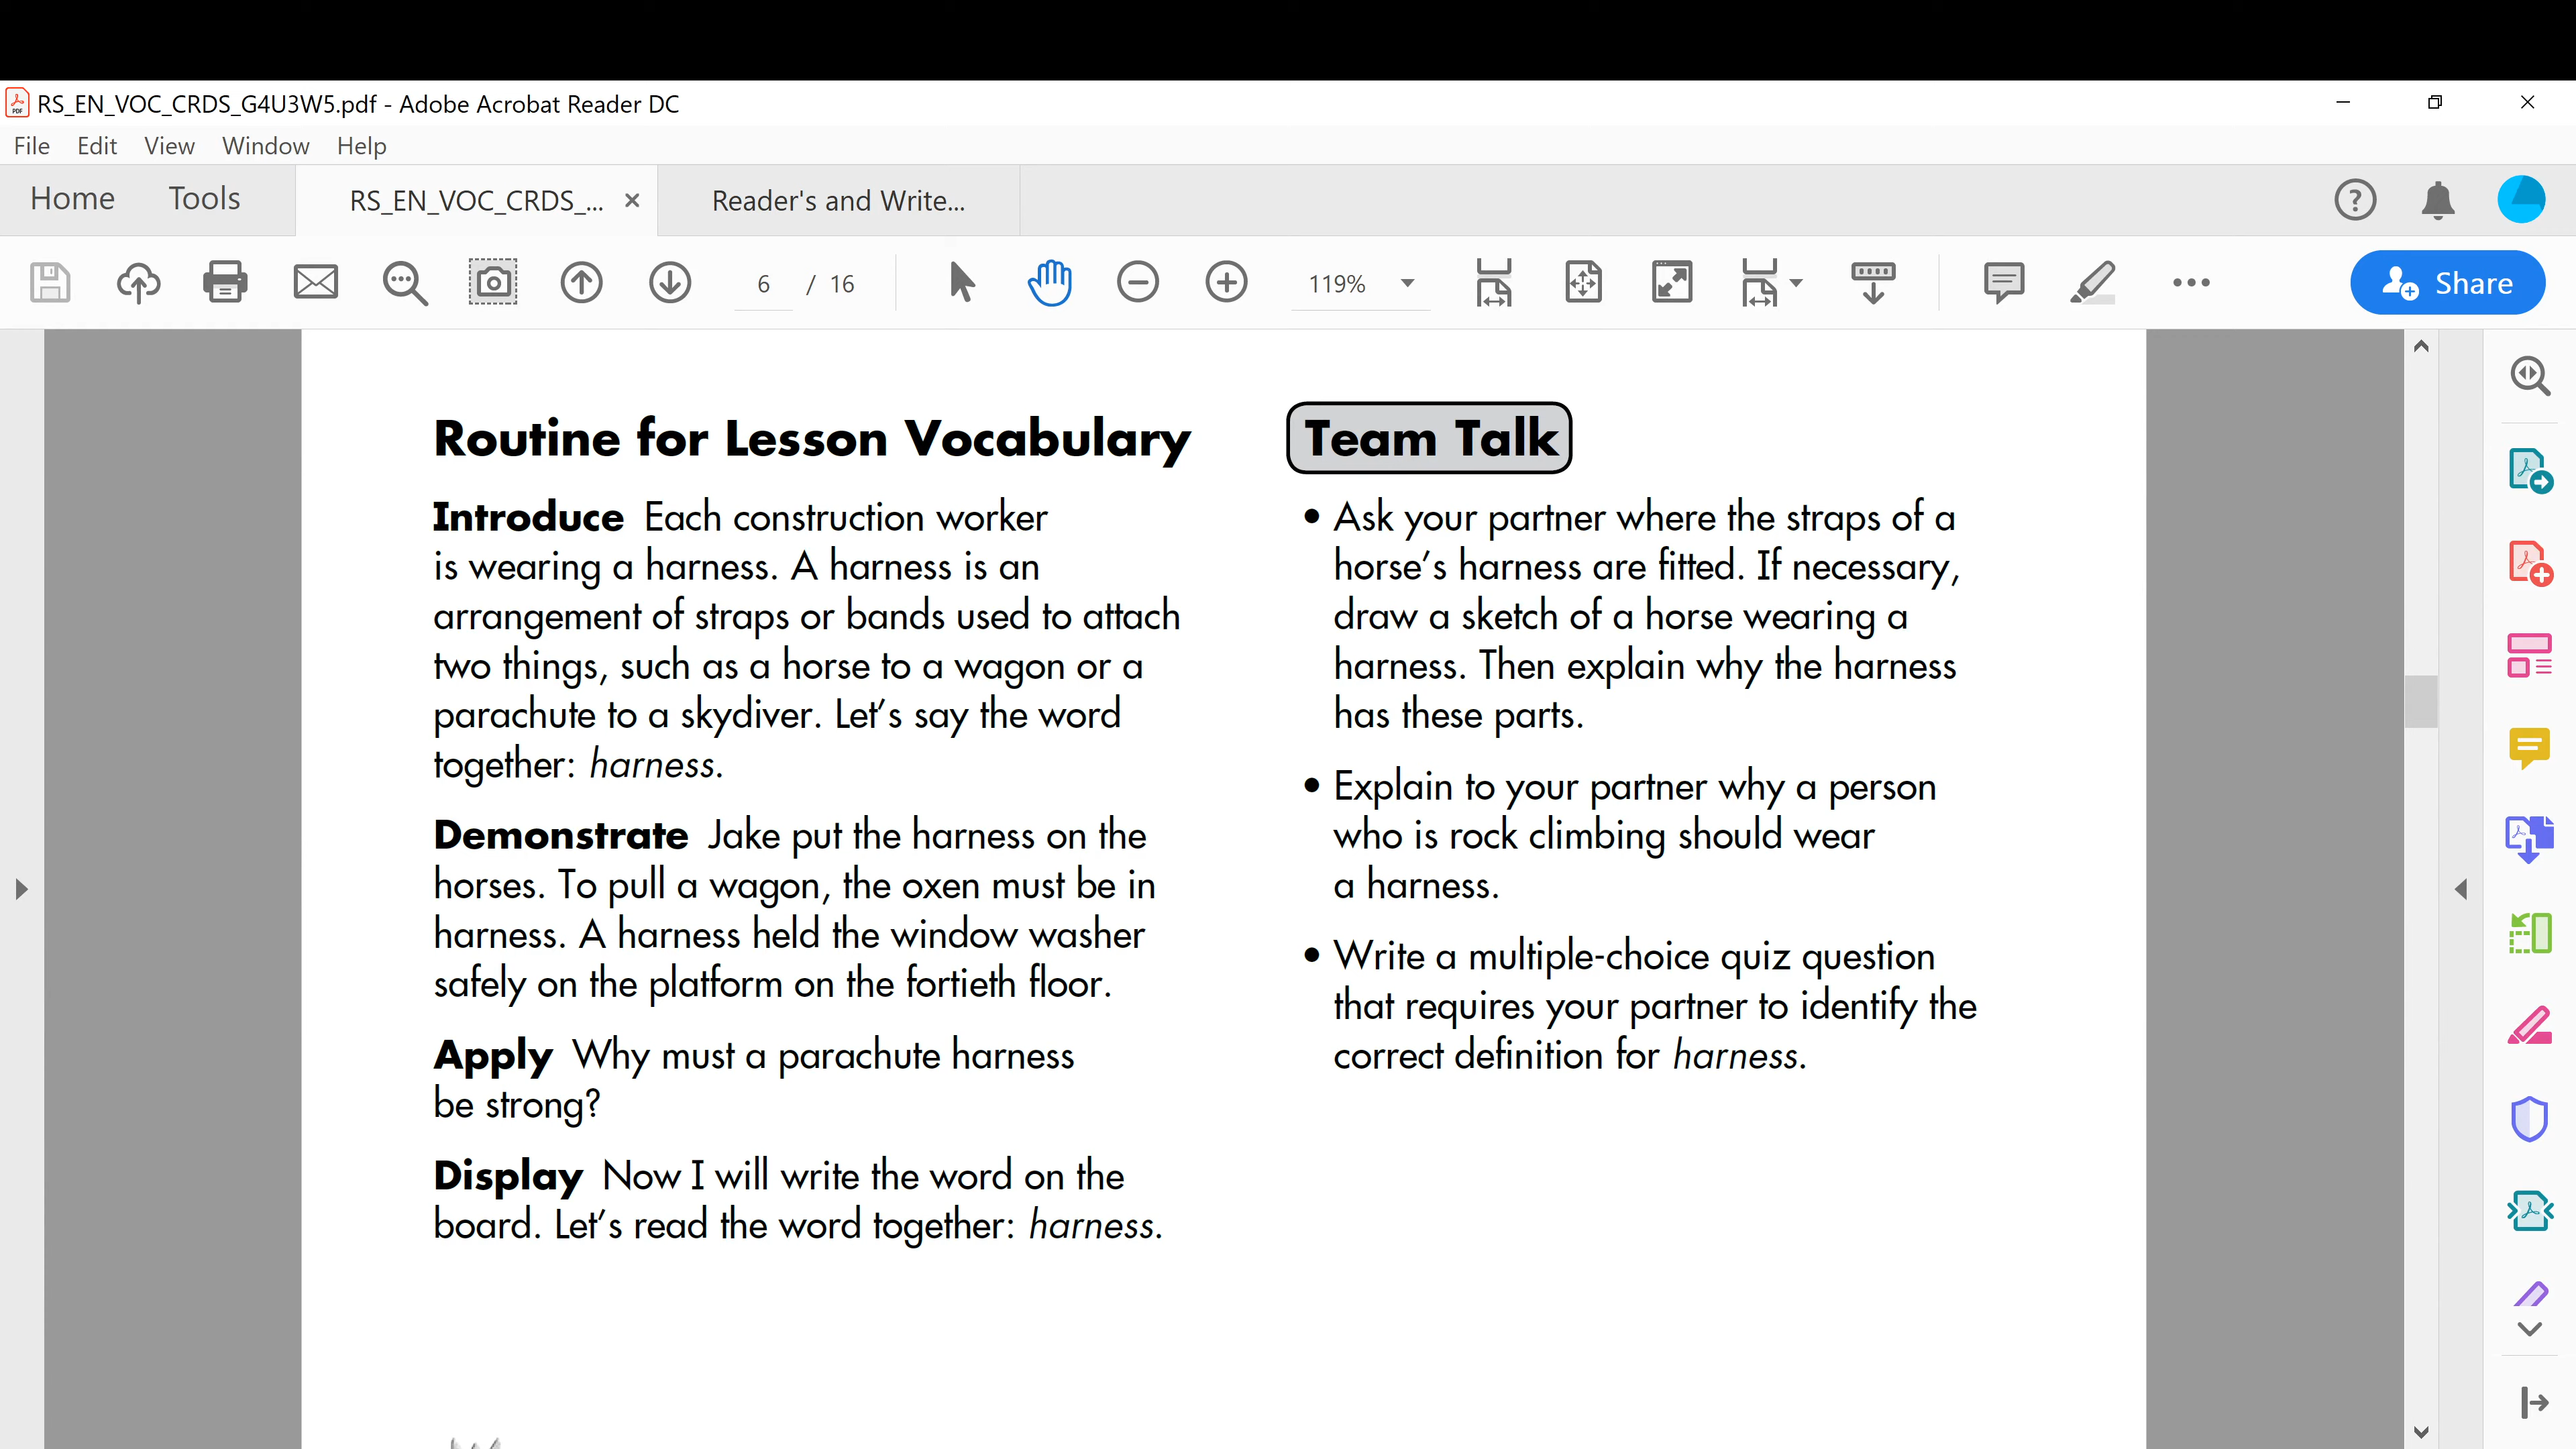 RS_EN_VOC_CRDS_G4U3W5.pdf - Adobe Acrobat Reader DC
File Edit View Window Help
Home Tools RS_EN_VOC_CRDS_... Reader's and Write...
6 / 16 119% Share
Routine for Lesson Vocabulary
Introduce Each construction worker
is wearing a harness. A harness is an
arrangement of straps or bands used to attach
two things, such as a horse to a wagon or a
parachute to a skydiver. Let's say the word
together: harness.
Demonstrate Jake put the harness on the
horses. To pull a wagon, the oxen must be in
harness. A harness held the window washer
safely on the platform on the fortieth floor.
Apply Why must a parachute harness
be strong?
Display Now I will write the word on the
board. Let's read the word together: harness.
Team Talk
• Ask your partner where the straps of a
horse's harness are fitted. If necessary,
draw a sketch of a horse wearing a
harness. Then explain why the harness
has these parts.
• Explain to your partner why a person
who is rock climbing should wear
a harness.
• Write a multiple-choice quiz question
that requires your partner to identify the
correct definition for harness.